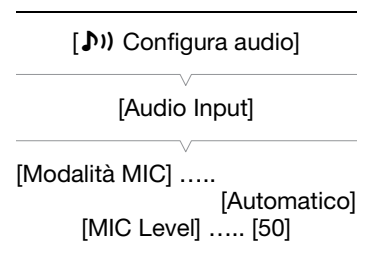 [♪)) Configura audio]
[Audio Input]
[Modalità MIC] …..
[Automatico]
[MIC Level] ….. [50]